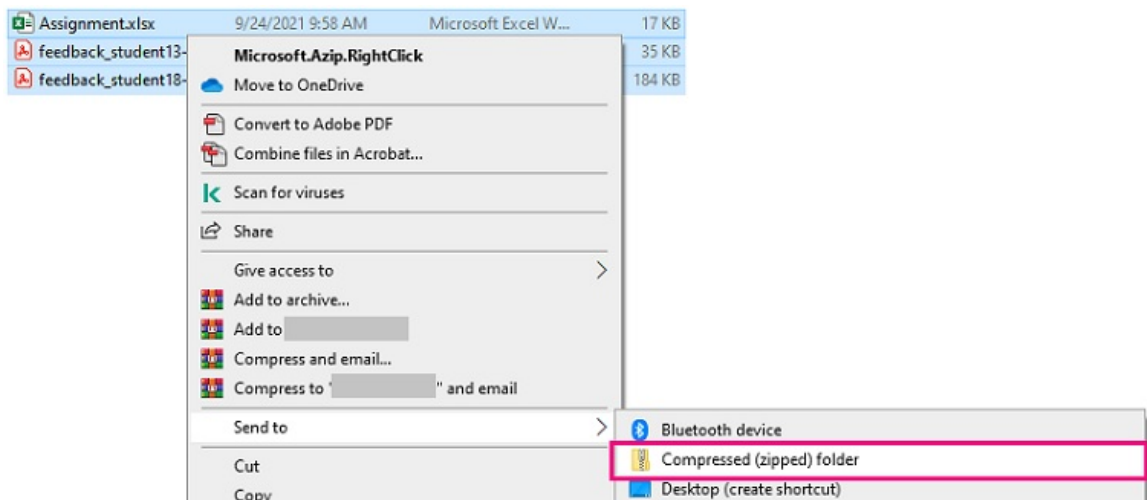 Assignment.xlsx 9/24/2021 9:58 AM Microsoft Excel W... 17 KB
feedback_student13- 35 KB
feedback_student18- 184 KB
Microsoft.Azip.RightClick
Move to OneDrive
Convert to Adobe PDF
Combine files in Acrobat...
Scan for viruses
Share
Give access to
Add to archive...
Add to
Compress and email...
Compress to ' " and email
Send to
Bluetooth device
Compressed (zipped) folder
Desktop (create shortcut)
Cut
Copy